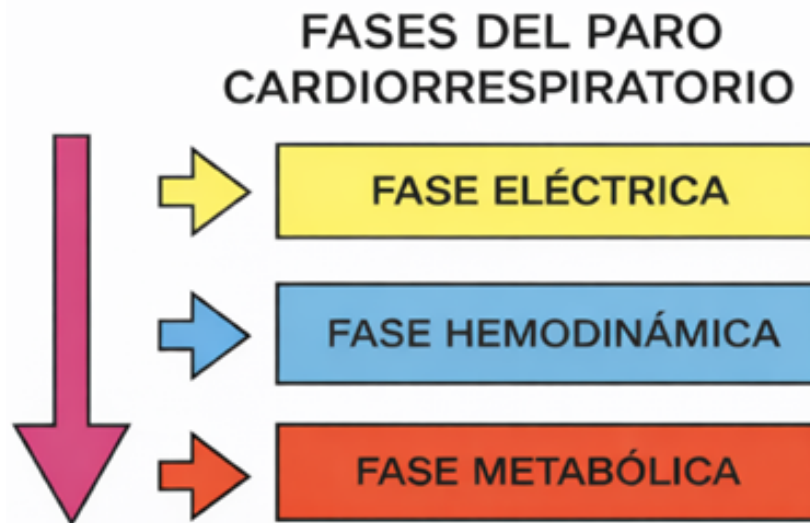 FASES DEL PARO
CARDIORRESPIRATORIO
FASE ELÉCTRICA
FASE HEMODINÁMICA
FASE METABÓLICA